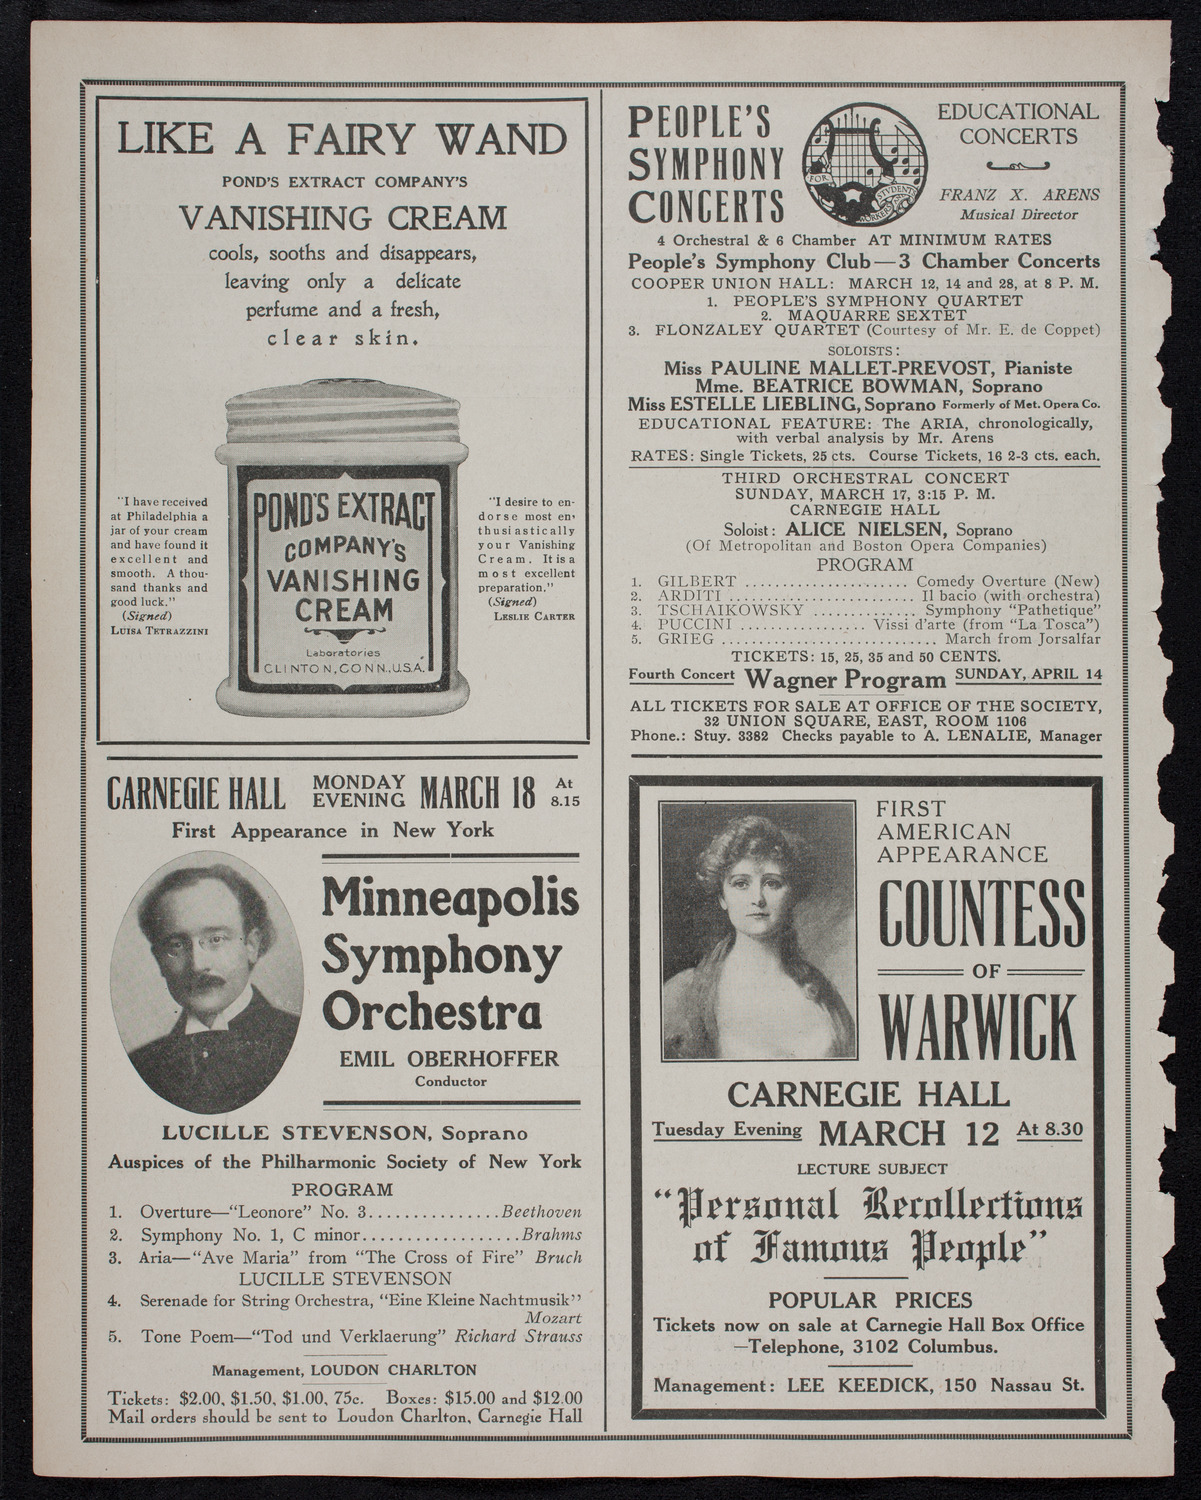 LIKE A FAIRY WAND
POND'S EXTRACT COMPANY'S
VANISHING CREAM
cools, sooths and disappears,
leaving only a delicate
perfume and a fresh,
clear skin.
"I have received
at Philadelphia a
jar of your cream
and have found it
excellent and
smooth. A thou-
sand thanks and
good luck."
(Signed)
LUISA TETRAZZINI
POND'S EXTRACT
COMPANY'S
VANISHING
CREAM
Laboratories
CLINTON, CONN., U.S.A.
"I desire to en-
dorse most en-
thusiastically
your Vanishing
Cream. It is a
most excellent
preparation."
(Signed)
LESLIE CARTER
CARNEGIE HALL MONDAY EVENING MARCH 18 At 8.15
First Appearance in New York
Minneapolis
Symphony
Orchestra
EMIL OBERHOFFER
Conductor
LUCILLE STEVENSON, Soprano
Auspices of the Philharmonic Society of New York
PROGRAM
1. Overture—"Leonore" No. 3...............Beethoven
2. Symphony No. 1, C minor..................Brahms
3. Aria—"Ave Maria" from "The Cross of Fire" Bruch
LUCILLE STEVENSON
4. Serenade for String Orchestra, "Eine Kleine Nachtmusik"
Mozart
5. Tone Poem—"Tod und Verklaerung" Richard Strauss
Management, LOUDON CHARLTON
Tickets: $2.00, $1.50, $1.00, 75c. Boxes: $15.00 and $12.00
Mail orders should be sent to Loudon Charlton, Carnegie Hall
PEOPLE'S
SYMPHONY
CONCERTS
FOR
STUDENTS
WORKERS
EDUCATIONAL
CONCERTS
FRANZ X. ARENS
Musical Director
4 Orchestral & 6 Chamber AT MINIMUM RATES
People's Symphony Club—3 Chamber Concerts
COOPER UNION HALL: MARCH 12, 14 and 28, at 8 P. M.
1. PEOPLE'S SYMPHONY QUARTET
2. MAQUARRE SEXTET
3. FLONZALEY QUARTET (Courtesy of Mr. E. de Coppet)
SOLOISTS:
Miss PAULINE MALLET-PREVOST, Pianiste
Mme. BEATRICE BOWMAN, Soprano
Miss ESTELLE LIEBLING, Soprano Formerly of Met. Opera Co.
EDUCATIONAL FEATURE: The ARIA, chronologically,
with verbal analysis by Mr. Arens
RATES: Single Tickets, 25 cts. Course Tickets, 16 2-3 cts. each.
THIRD ORCHESTRAL CONCERT
SUNDAY, MARCH 17, 3:15 P. M.
CARNEGIE HALL
Soloist: ALICE NIELSEN, Soprano
(Of Metropolitan and Boston Opera Companies)
PROGRAM
1. GILBERT ...................... Comedy Overture (New)
2. ARDITI ......................... Il bacio (with orchestra)
3. TSCHAIKOWSKY ............... Symphony "Pathetique"
4. PUCCINI ................. Vissi d'arte (from "La Tosca")
5. GRIEG ............................. March from Jorsalfar
TICKETS: 15, 25, 35 and 50 CENTS.
Fourth Concert Wagner Program SUNDAY, APRIL 14
ALL TICKETS FOR SALE AT OFFICE OF THE SOCIETY,
32 UNION SQUARE, EAST, ROOM 1106
Phone.: Stuy. 3382 Checks payable to A. LENALIE, Manager
FIRST
AMERICAN
APPEARANCE
COUNTESS
OF
WARWICK
CARNEGIE HALL
Tuesday Evening MARCH 12 At 8.30
LECTURE SUBJECT
"Personal Recollections
of Famous People"
POPULAR PRICES
Tickets now on sale at Carnegie Hall Box Office
—Telephone, 3102 Columbus.
Management: LEE KEEDICK, 150 Nassau St.